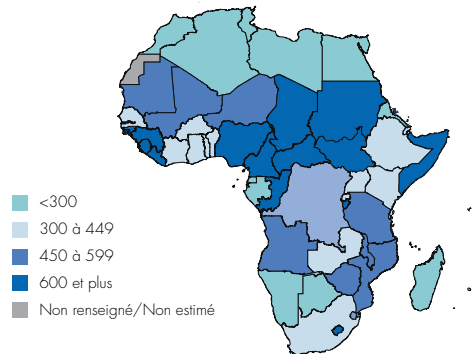 <300
300 à 449
450 à 599
600 et plus
Non renseigné/Non estimé